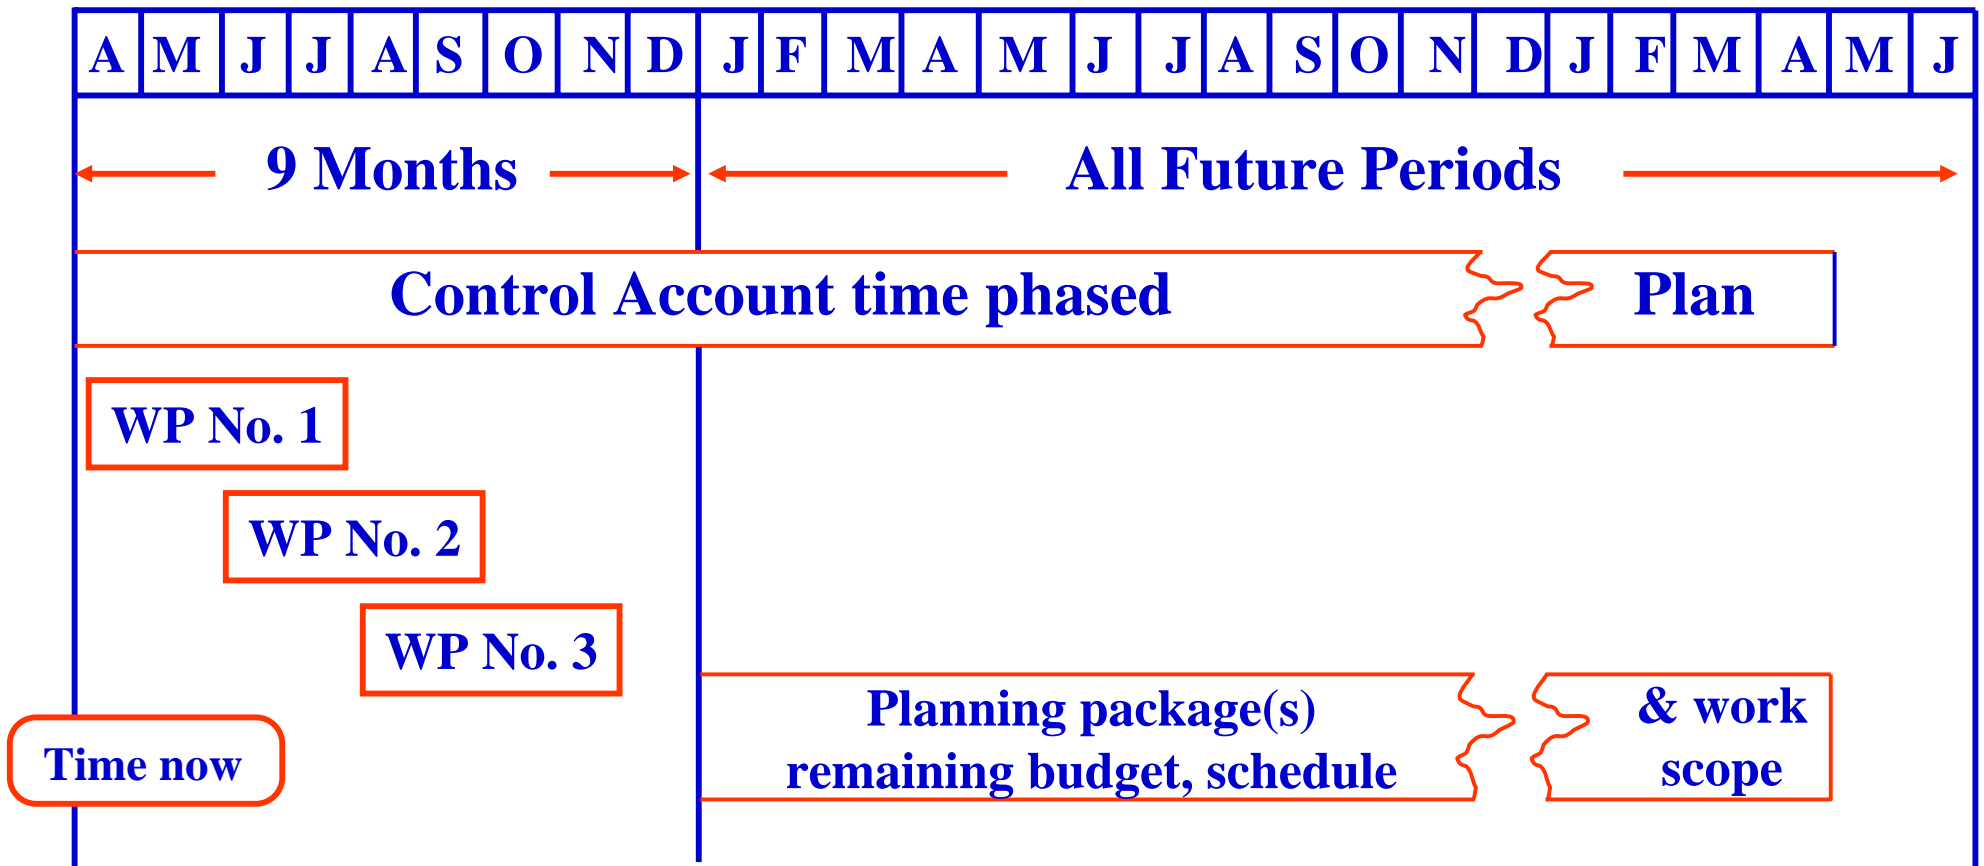 A M J J A S O N D J F M A M J J A S O N D J F M A M J
9 Months All Future Periods
Control Account time phased Plan
WP No. 1
WP No. 2
WP No. 3
Planning package(s) & work
remaining budget, schedule scope
Time now